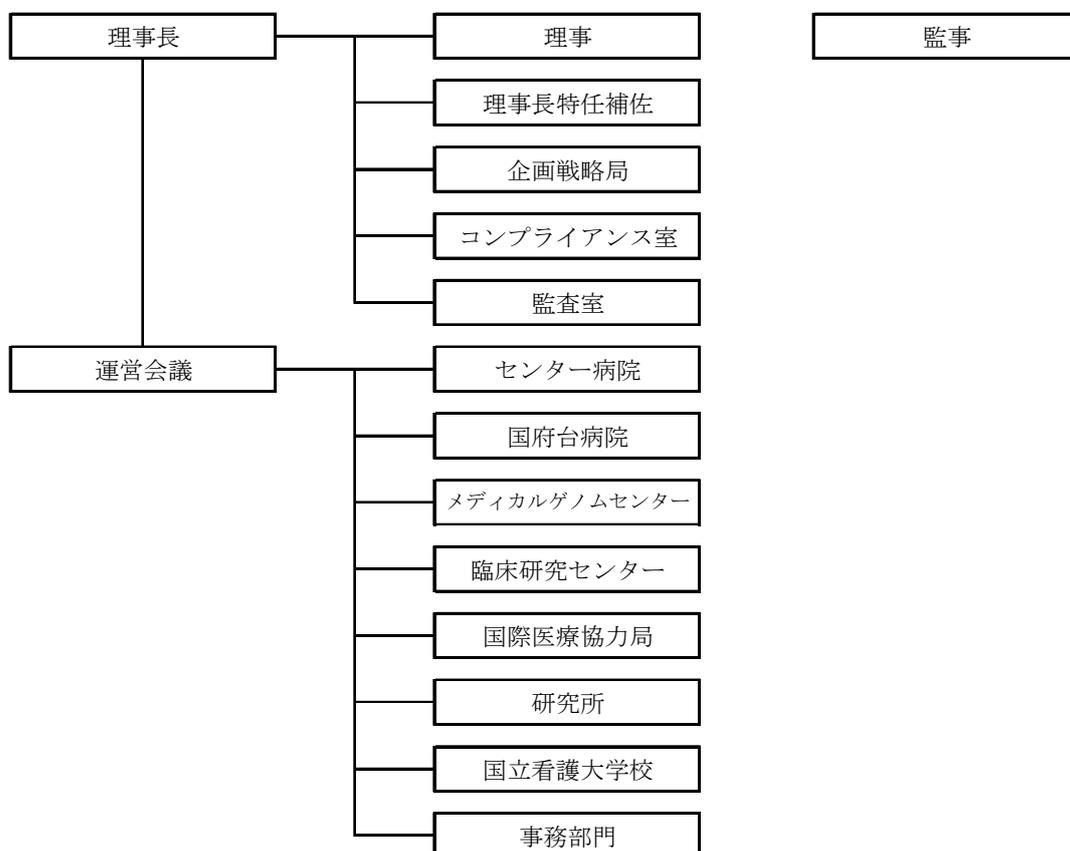 理事長
理事
監事
理事長特任補佐
企画戦略局
コンプライアンス室
監査室
運営会議
センター病院
国府台病院
メディカルゲノムセンター
臨床研究センター
国際医療協力局
研究所
国立看護大学校
事務部門